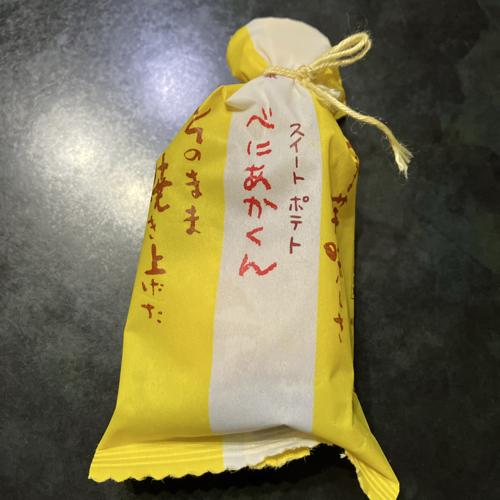 スイート ポテト
べにあかくん
そのまま
焼き上げた